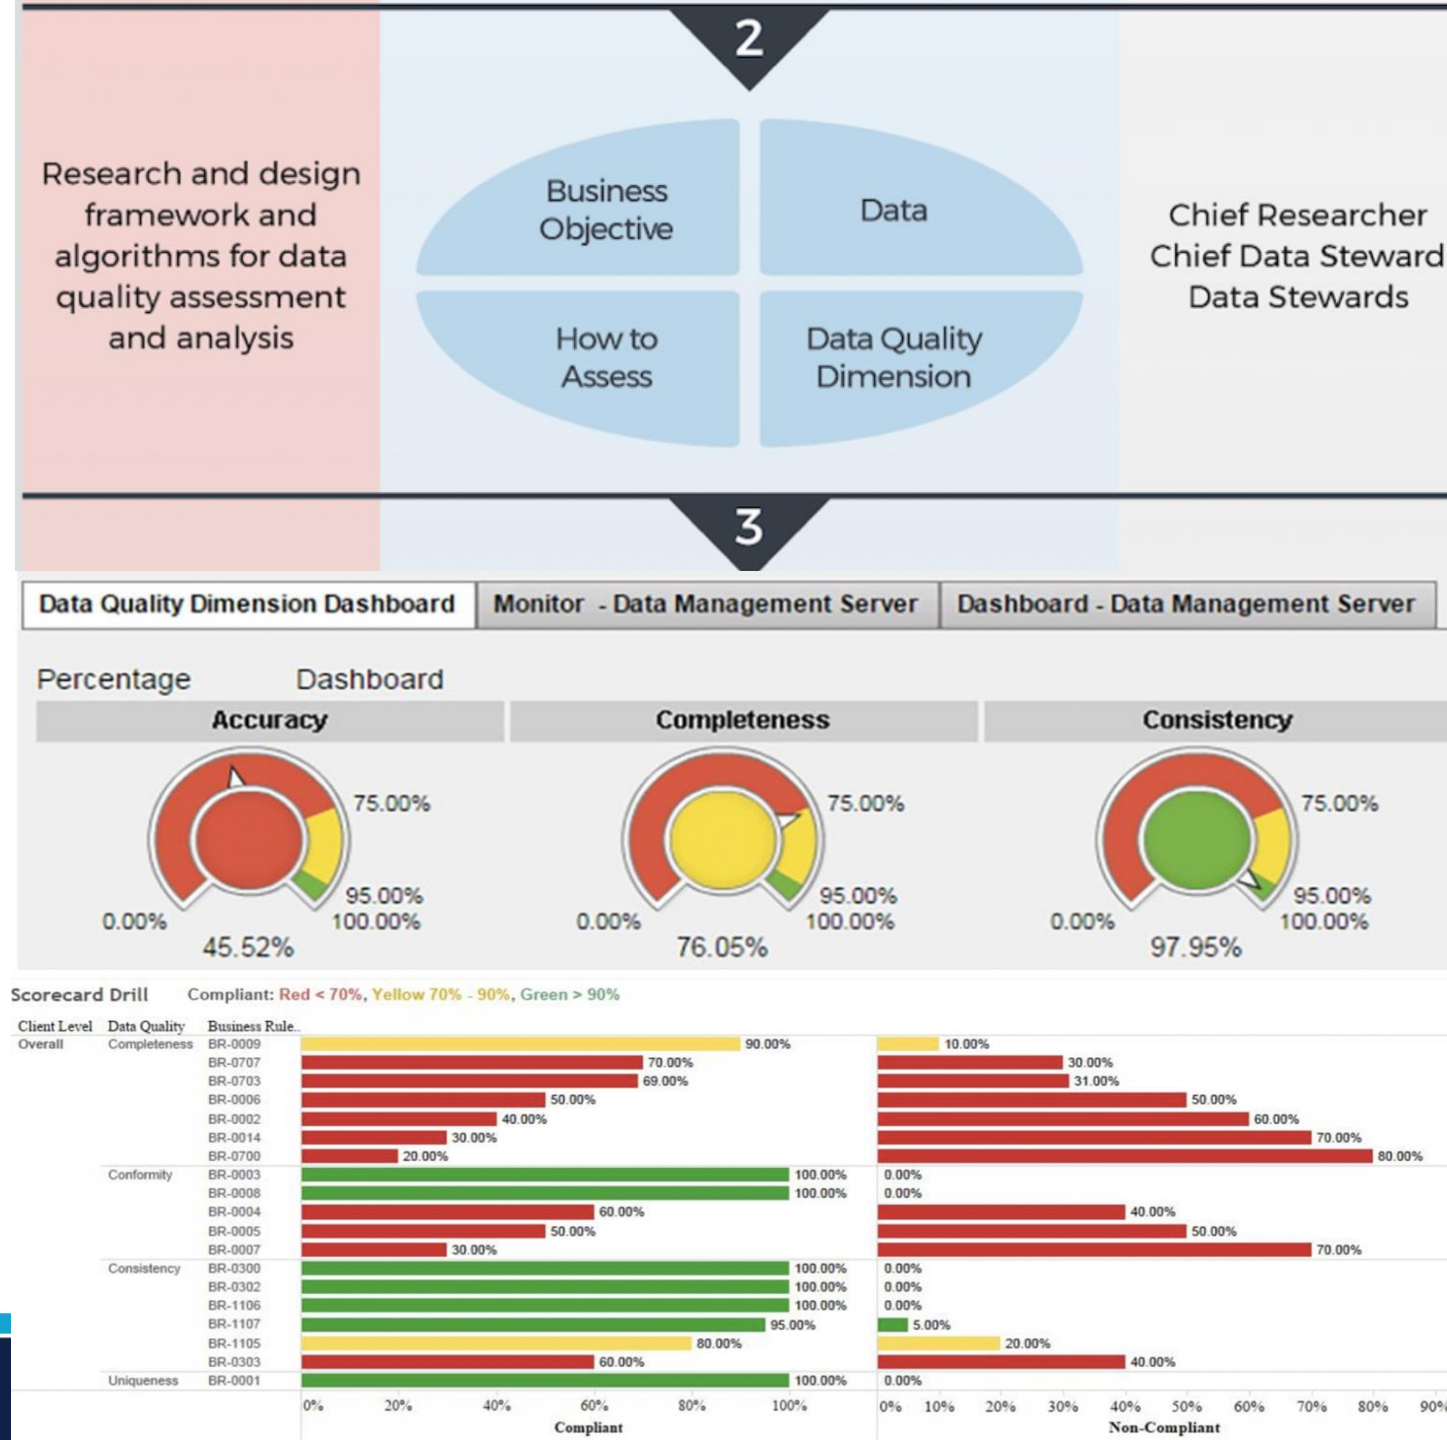 2
Research and design
framework and
algorithms for data
quality assessment
and analysis
Business
Objective
Data
How to
Assess
Data Quality
Dimension
Chief Researcher
Chief Data Steward
Data Stewards
3
Data Quality Dimension Dashboard
Monitor - Data Management Server
Dashboard - Data Management Server
Percentage Dashboard
Accuracy
75.00%
95.00%
0.00%
100.00%
45.52%
Completeness
75.00%
95.00%
0.00%
100.00%
76.05%
Consistency
75.00%
95.00%
0.00%
100.00%
97.95%
Scorecard Drill Compliant: Red < 70%, Yellow 70% - 90%, Green > 90%
Client Level Data Quality Business Rule..
Overall Completeness BR-0009 90.00% 10.00%
BR-0707 70.00% 30.00%
BR-0703 69.00% 31.00%
BR-0006 50.00% 50.00%
BR-0002 40.00% 60.00%
BR-0014 30.00% 70.00%
BR-0700 20.00% 80.00%
Conformity BR-0003 100.00% 0.00%
BR-0008 100.00% 0.00%
BR-0004 60.00% 40.00%
BR-0005 50.00% 50.00%
BR-0007 30.00% 70.00%
Consistency BR-0300 100.00% 0.00%
BR-0302 100.00% 0.00%
BR-1106 100.00% 0.00%
BR-1107 95.00% 5.00%
BR-1105 80.00% 20.00%
BR-0303 60.00% 40.00%
Uniqueness BR-0001 100.00% 0.00%
0% 20% 40% 60% 80% 100% 0% 10% 20% 30% 40% 50% 60% 70% 80% 90%
Compliant Non-Compliant